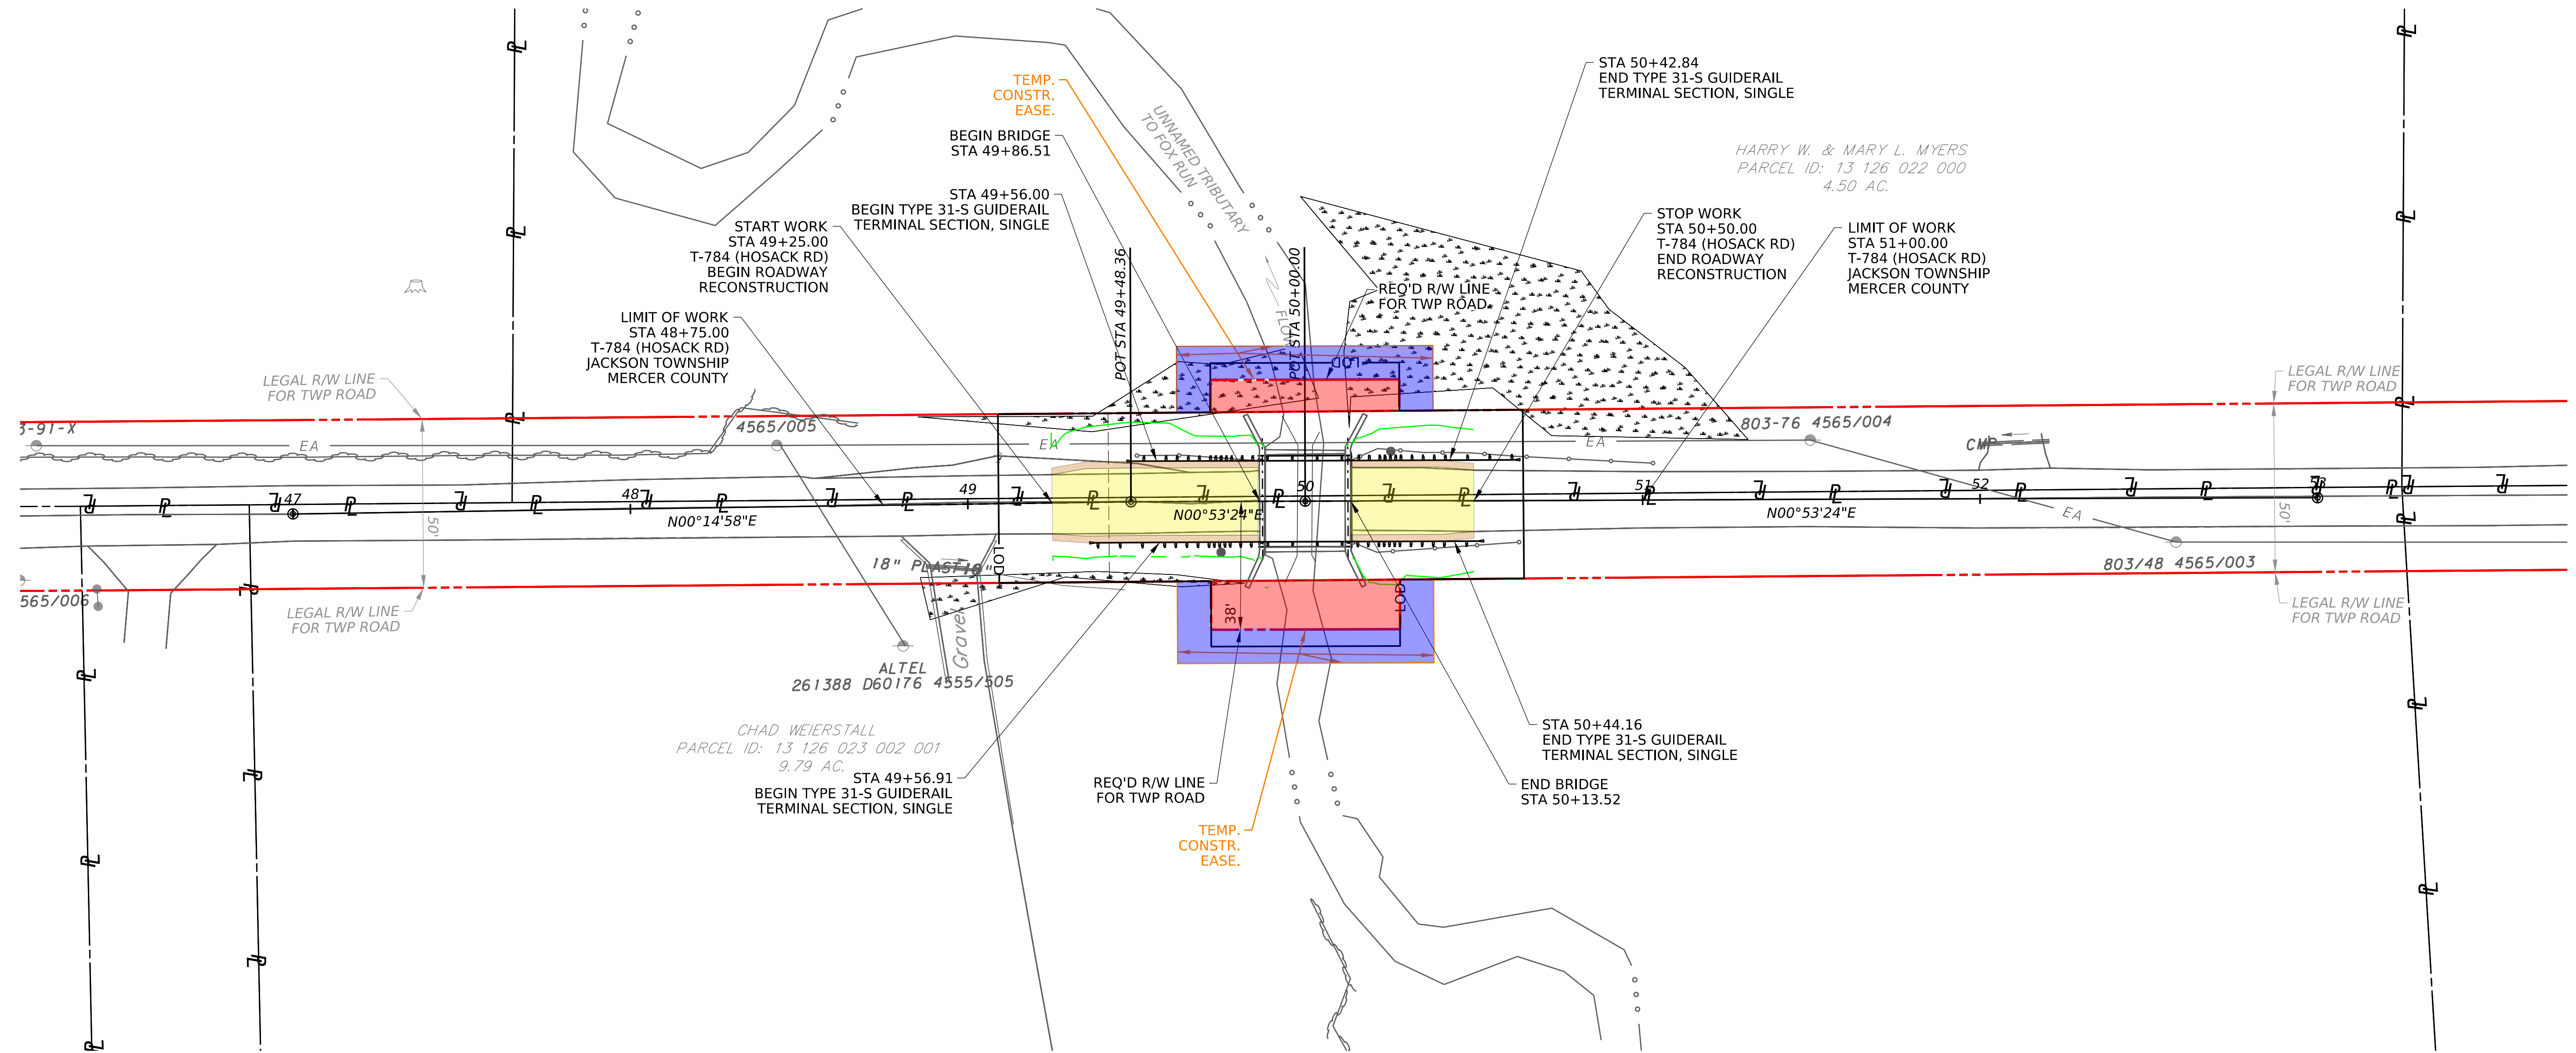 TEMP.
CONSTR.
EASE.
BEGIN BRIDGE
STA 49+86.51
STA 49+56.00
BEGIN TYPE 31-S GUIDERAIL
TERMINAL SECTION, SINGLE
START WORK
STA 49+25.00
T-784 (HOSACK RD)
BEGIN ROADWAY
RECONSTRUCTION
LIMIT OF WORK
STA 48+75.00
T-784 (HOSACK RD)
JACKSON TOWNSHIP
MERCER COUNTY
UNNAMED TRIBUTARY
TO FOX RUN
STA 50+42.84
END TYPE 31-S GUIDERAIL
TERMINAL SECTION, SINGLE
HARRY W. & MARY L. MYERS
PARCEL ID: 13 126 022 000
4.50 AC.
STOP WORK
STA 50+50.00
T-784 (HOSACK RD)
END ROADWAY
RECONSTRUCTION
LIMIT OF WORK
STA 51+00.00
T-784 (HOSACK RD)
JACKSON TOWNSHIP
MERCER COUNTY
REQ'D R/W LINE
FOR TWP ROAD
POT STA 49+48.36
POT STA 50+00.00
FLOW
LOD
LEGAL R/W LINE
FOR TWP ROAD
LEGAL R/W LINE
FOR TWP ROAD
3-91-X
EA
4565/005
EA
EA
803-76 4565/004
CMP
47
48
49
50
51
52
53
N00°14'58"E
N00°53'24"E
N00°53'24"E
EA
50'
50'
LOD
18" PLASTIC
18"
803/48 4565/003
565/006
LEGAL R/W LINE
FOR TWP ROAD
LEGAL R/W LINE
FOR TWP ROAD
38'
LOD
Gravel
ALTEL
261388 D60176 4555/505
CHAD WEIERSTALL
PARCEL ID: 13 126 023 002 001
9.79 AC.
STA 49+56.91
BEGIN TYPE 31-S GUIDERAIL
TERMINAL SECTION, SINGLE
REQ'D R/W LINE
FOR TWP ROAD
TEMP.
CONSTR.
EASE.
STA 50+44.16
END TYPE 31-S GUIDERAIL
TERMINAL SECTION, SINGLE
END BRIDGE
STA 50+13.52